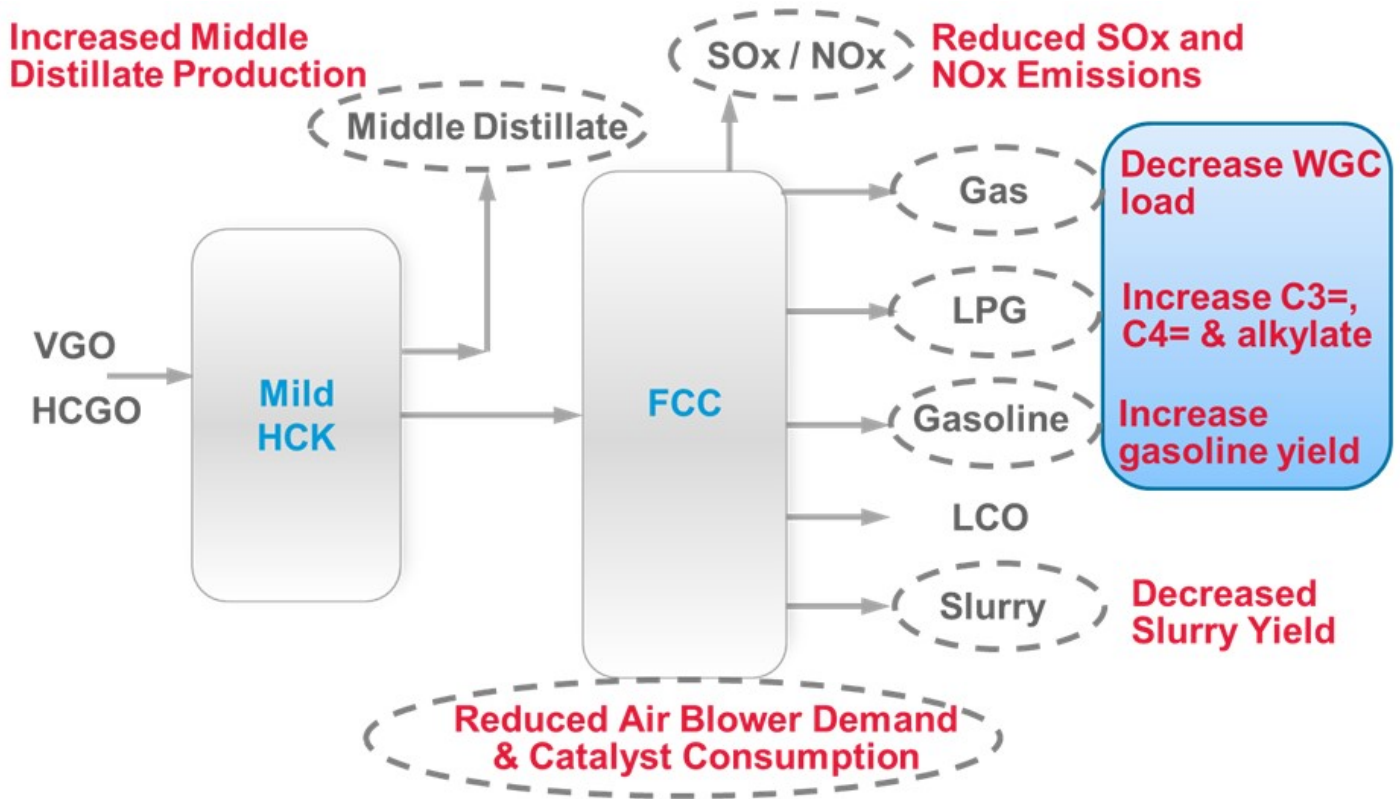 Increased Middle
Distillate Production
SOx / NOx
Reduced SOx and
NOx Emissions
Middle Distillate
Gas
Decrease WGC
load
LPG
Increase C3=,
C4= & alkylate
VGO
HCGO
Mild
HCK
FCC
Gasoline
Increase
gasoline yield
LCO
Slurry
Decreased
Slurry Yield
Reduced Air Blower Demand
& Catalyst Consumption